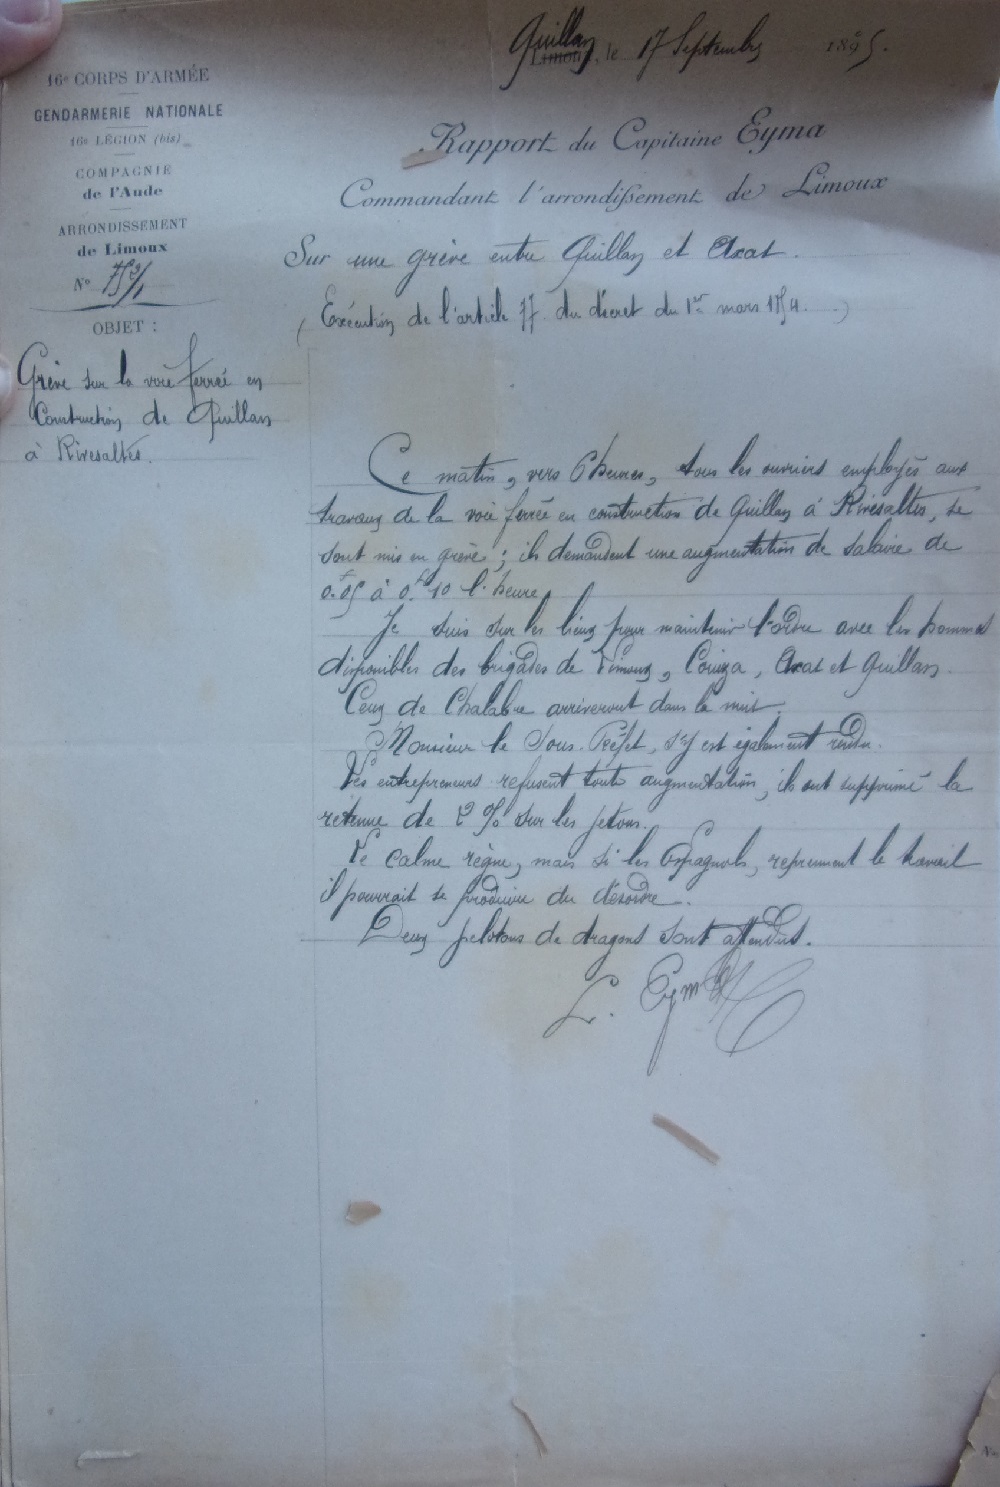 Quillan, le 17 Septembre 1895.
16e CORPS D'ARMÉE
GENDARMERIE NATIONALE
16e LÉGION (bis)
COMPAGNIE
de l'Aude
ARRONDISSEMENT
de Limoux
No
OBJET :
Grève sur la voie ferrée en
Construction de Quillan
à Rivesaltes.
Rapport du Capitaine Eyma
Commandant l'arrondissement de Limoux
Sur une grève entre Quillan et Axat.
(Exécution de l'article 77 du décret du 1er mars 1854.)
Ce matin, vers 6 heures, tous les ouvriers employés aux
travaux de la voie ferrée en construction de Quillan à Rivesaltes, se
sont mis en grève ; ils demandent une augmentation de salaire de
0f.05 à 0f.10 l'heure.
Je suis sur les lieux pour maintenir l'ordre avec les hommes
disponibles des brigades de Limoux, Couiza, Axat et Quillan.
Ceux de Chalabre arriveront dans la nuit.
Monsieur le Sous-Préfet, s'y est également rendu.
Les entrepreneurs refusent toute augmentation, ils ont supprimé la
retenue de 2 % sur les jetons.
Le calme règne, mais si les Espagnols, reprennent le travail
il pourrait se produire du désordre.
Deux pelotons de dragons sont attendus.
L. Eyma